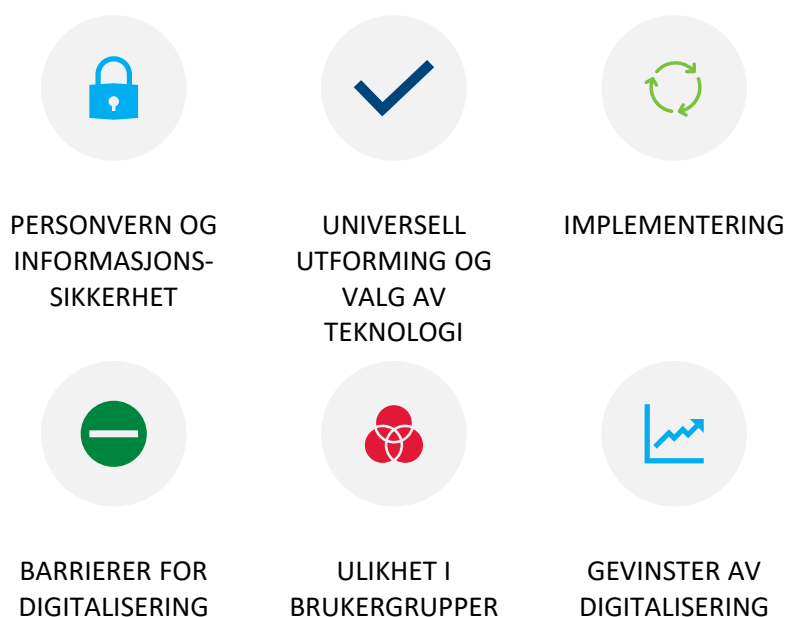 PERSONVERN OG
INFORMASJONS-
SIKKERHET
UNIVERSELL
UTFORMING OG
VALG AV
TEKNOLOGI
IMPLEMENTERING
BARRIERER FOR
DIGITALISERING
ULIKHET I
BRUKERGRUPPER
GEVINSTER AV
DIGITALISERING